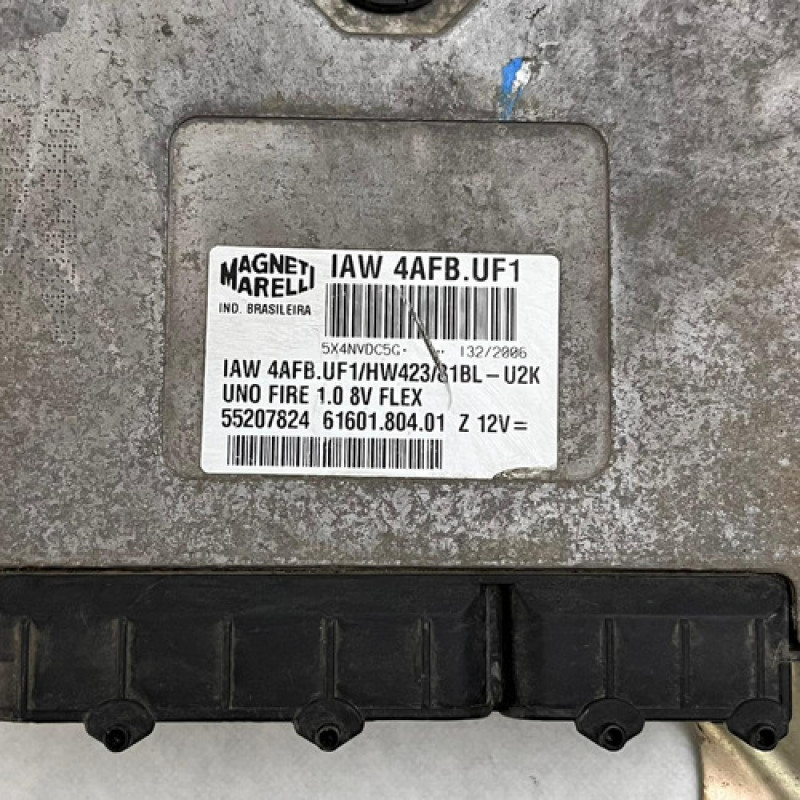 MAGNETI
MARELLI
IND. BRASILEIRA
IAW 4AFB.UF1
5X4NVDC5G 132/2006
IAW 4AFB.UF1/HW423/81BL-U2K
UNO FIRE 1.0 8V FLEX
55207824 61601.804.01 Z 12V=